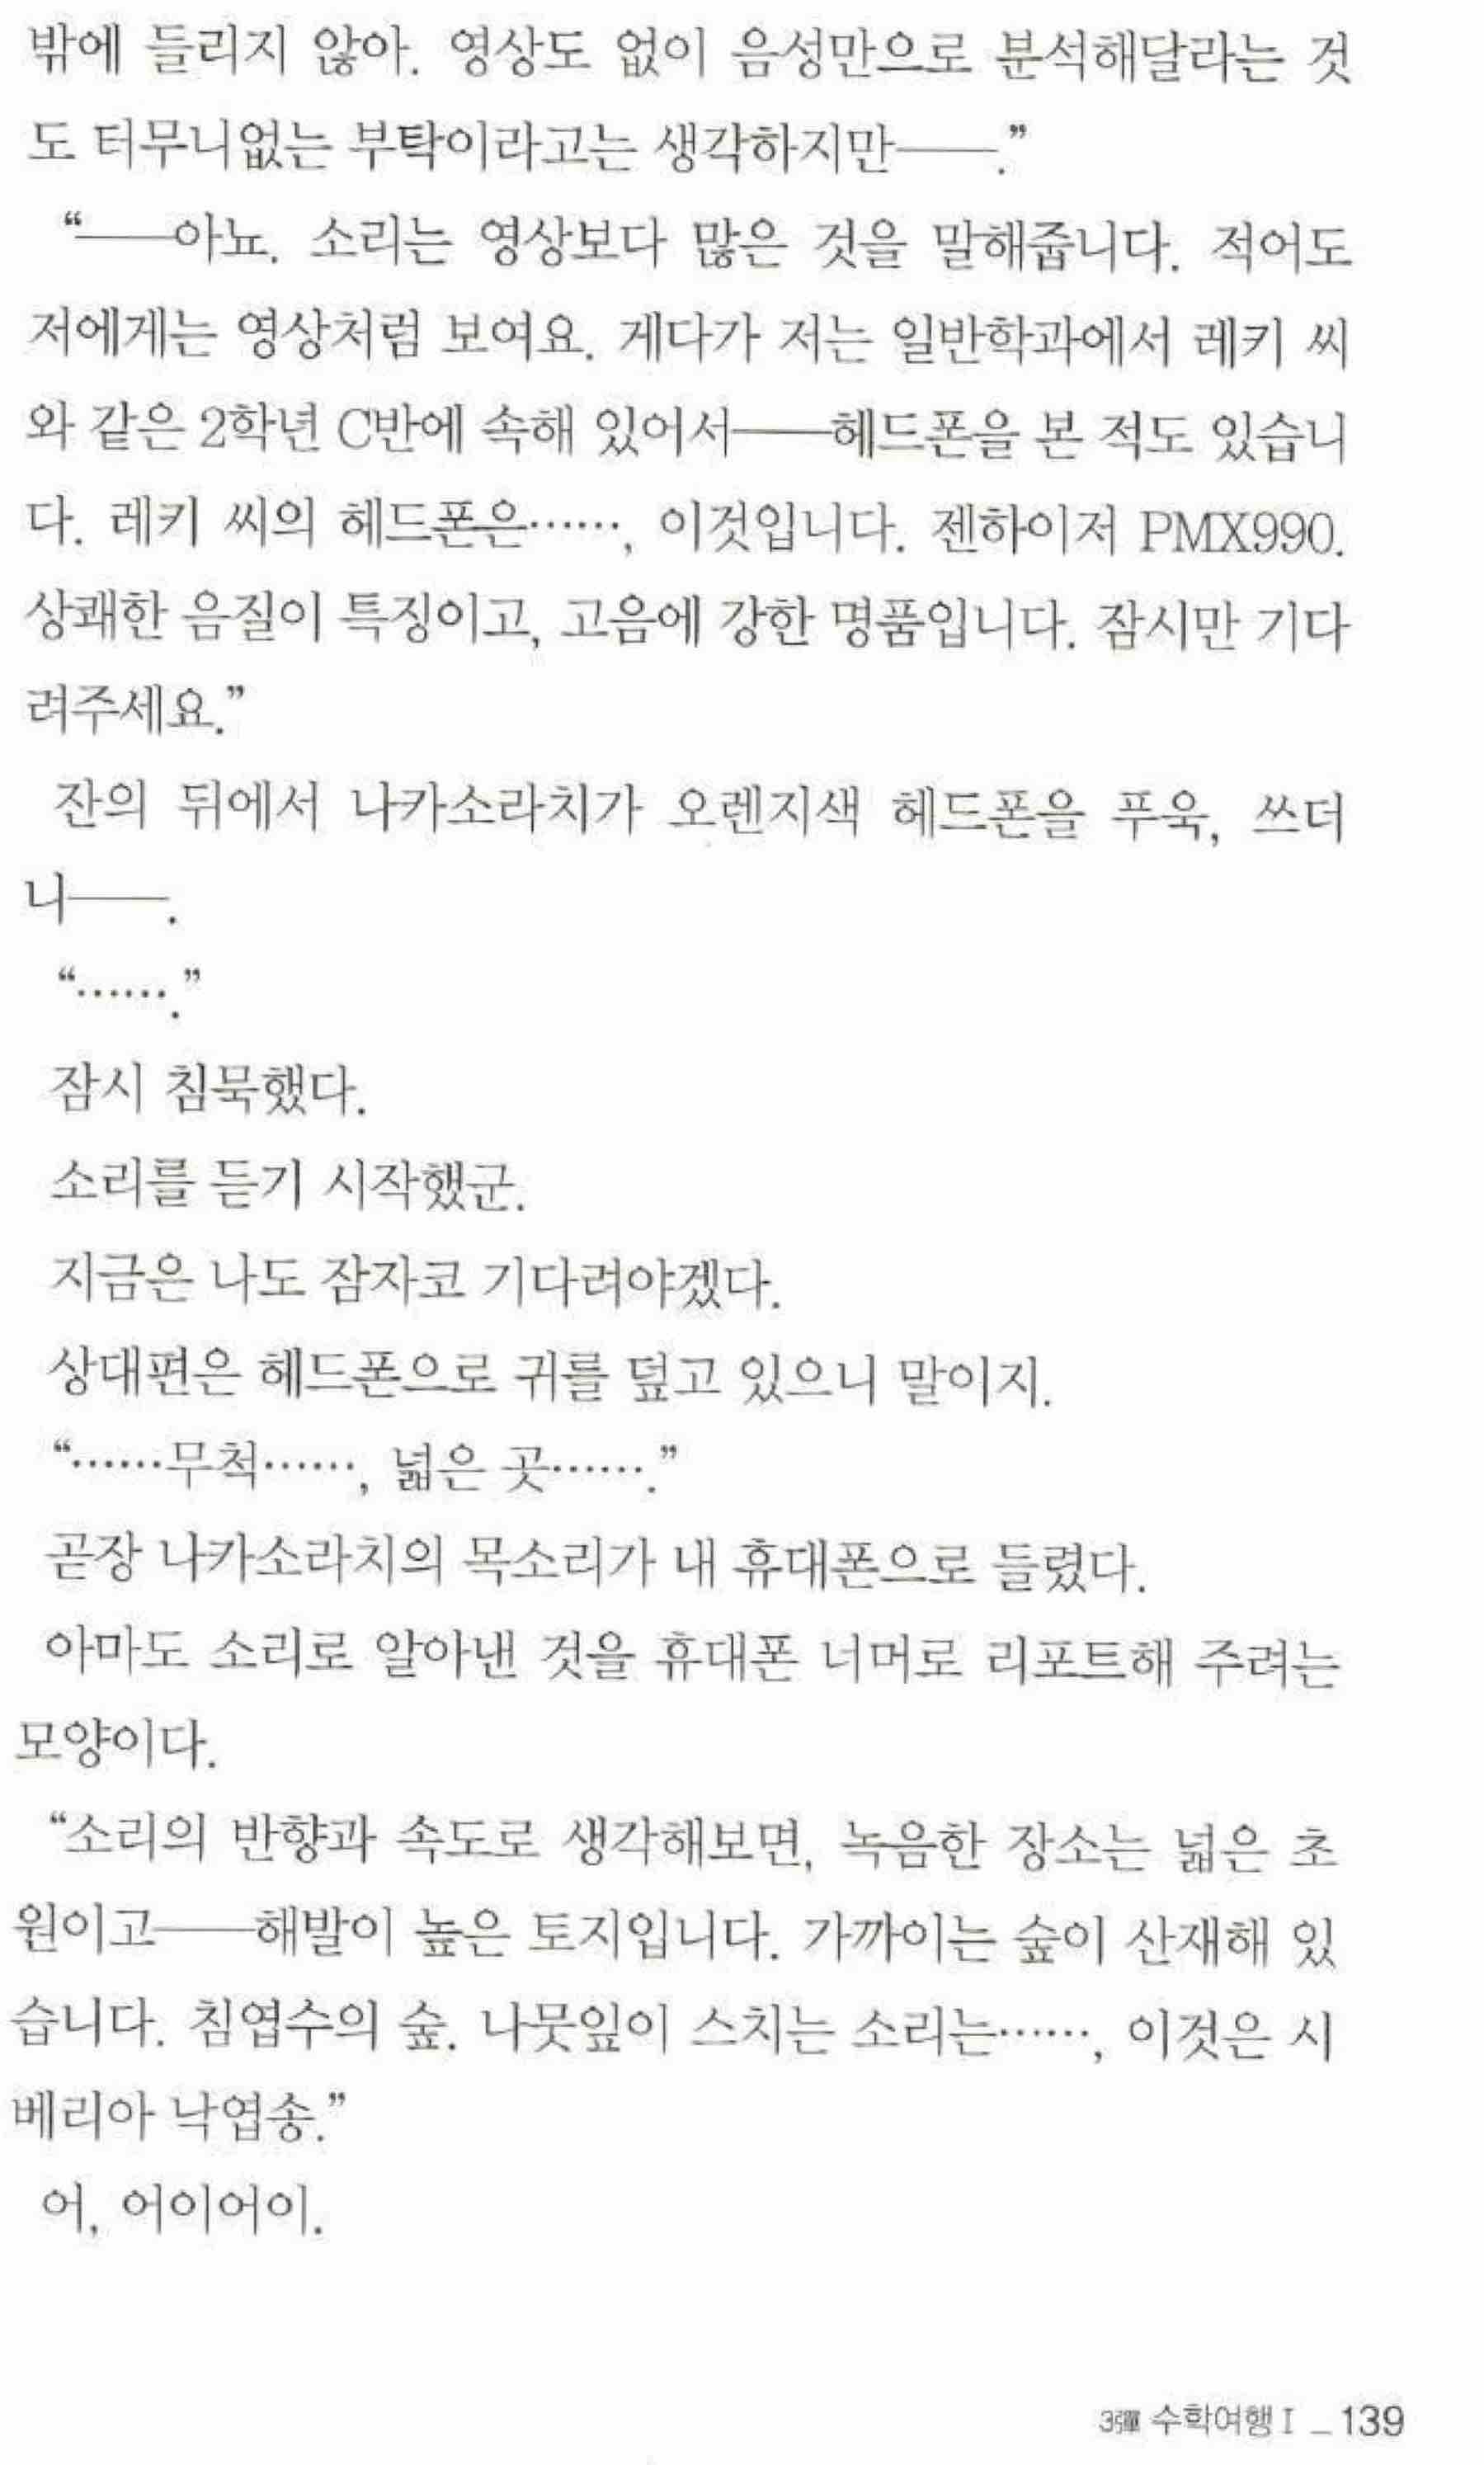 밖에 들리지 않아. 영상도 없이 음성만으로 분석해달라는 것
도 터무니없는 부탁이라고는 생각하지만――.”
“――아뇨. 소리는 영상보다 많은 것을 말해줍니다. 적어도
저에게는 영상처럼 보여요. 게다가 저는 일반학과에서 레키 씨
와 같은 2학년 C반에 속해 있어서――헤드폰을 본 적도 있습니
다. 레키 씨의 헤드폰은……, 이것입니다. 젠하이저 PMX990.
상쾌한 음질이 특징이고, 고음에 강한 명품입니다. 잠시만 기다
려주세요.”
잔의 뒤에서 나카소라치가 오렌지색 헤드폰을 푸욱, 쓰더
니――.
“…….”
잠시 침묵했다.
소리를 듣기 시작했군.
지금은 나도 잠자코 기다려야겠다.
상대편은 헤드폰으로 귀를 덮고 있으니 말이지.
“……무척……, 넓은 곳…….”
곧장 나카소라치의 목소리가 내 휴대폰으로 들렸다.
아마도 소리로 알아낸 것을 휴대폰 너머로 리포트해 주려는
모양이다.
“소리의 반향과 속도로 생각해보면, 녹음한 장소는 넓은 초
원이고――해발이 높은 토지입니다. 가까이는 숲이 산재해 있
습니다. 침엽수의 숲. 나뭇잎이 스치는 소리는……, 이것은 시
베리아 낙엽송.”
어, 어이어이.
3彈 수학여행 I _ 139